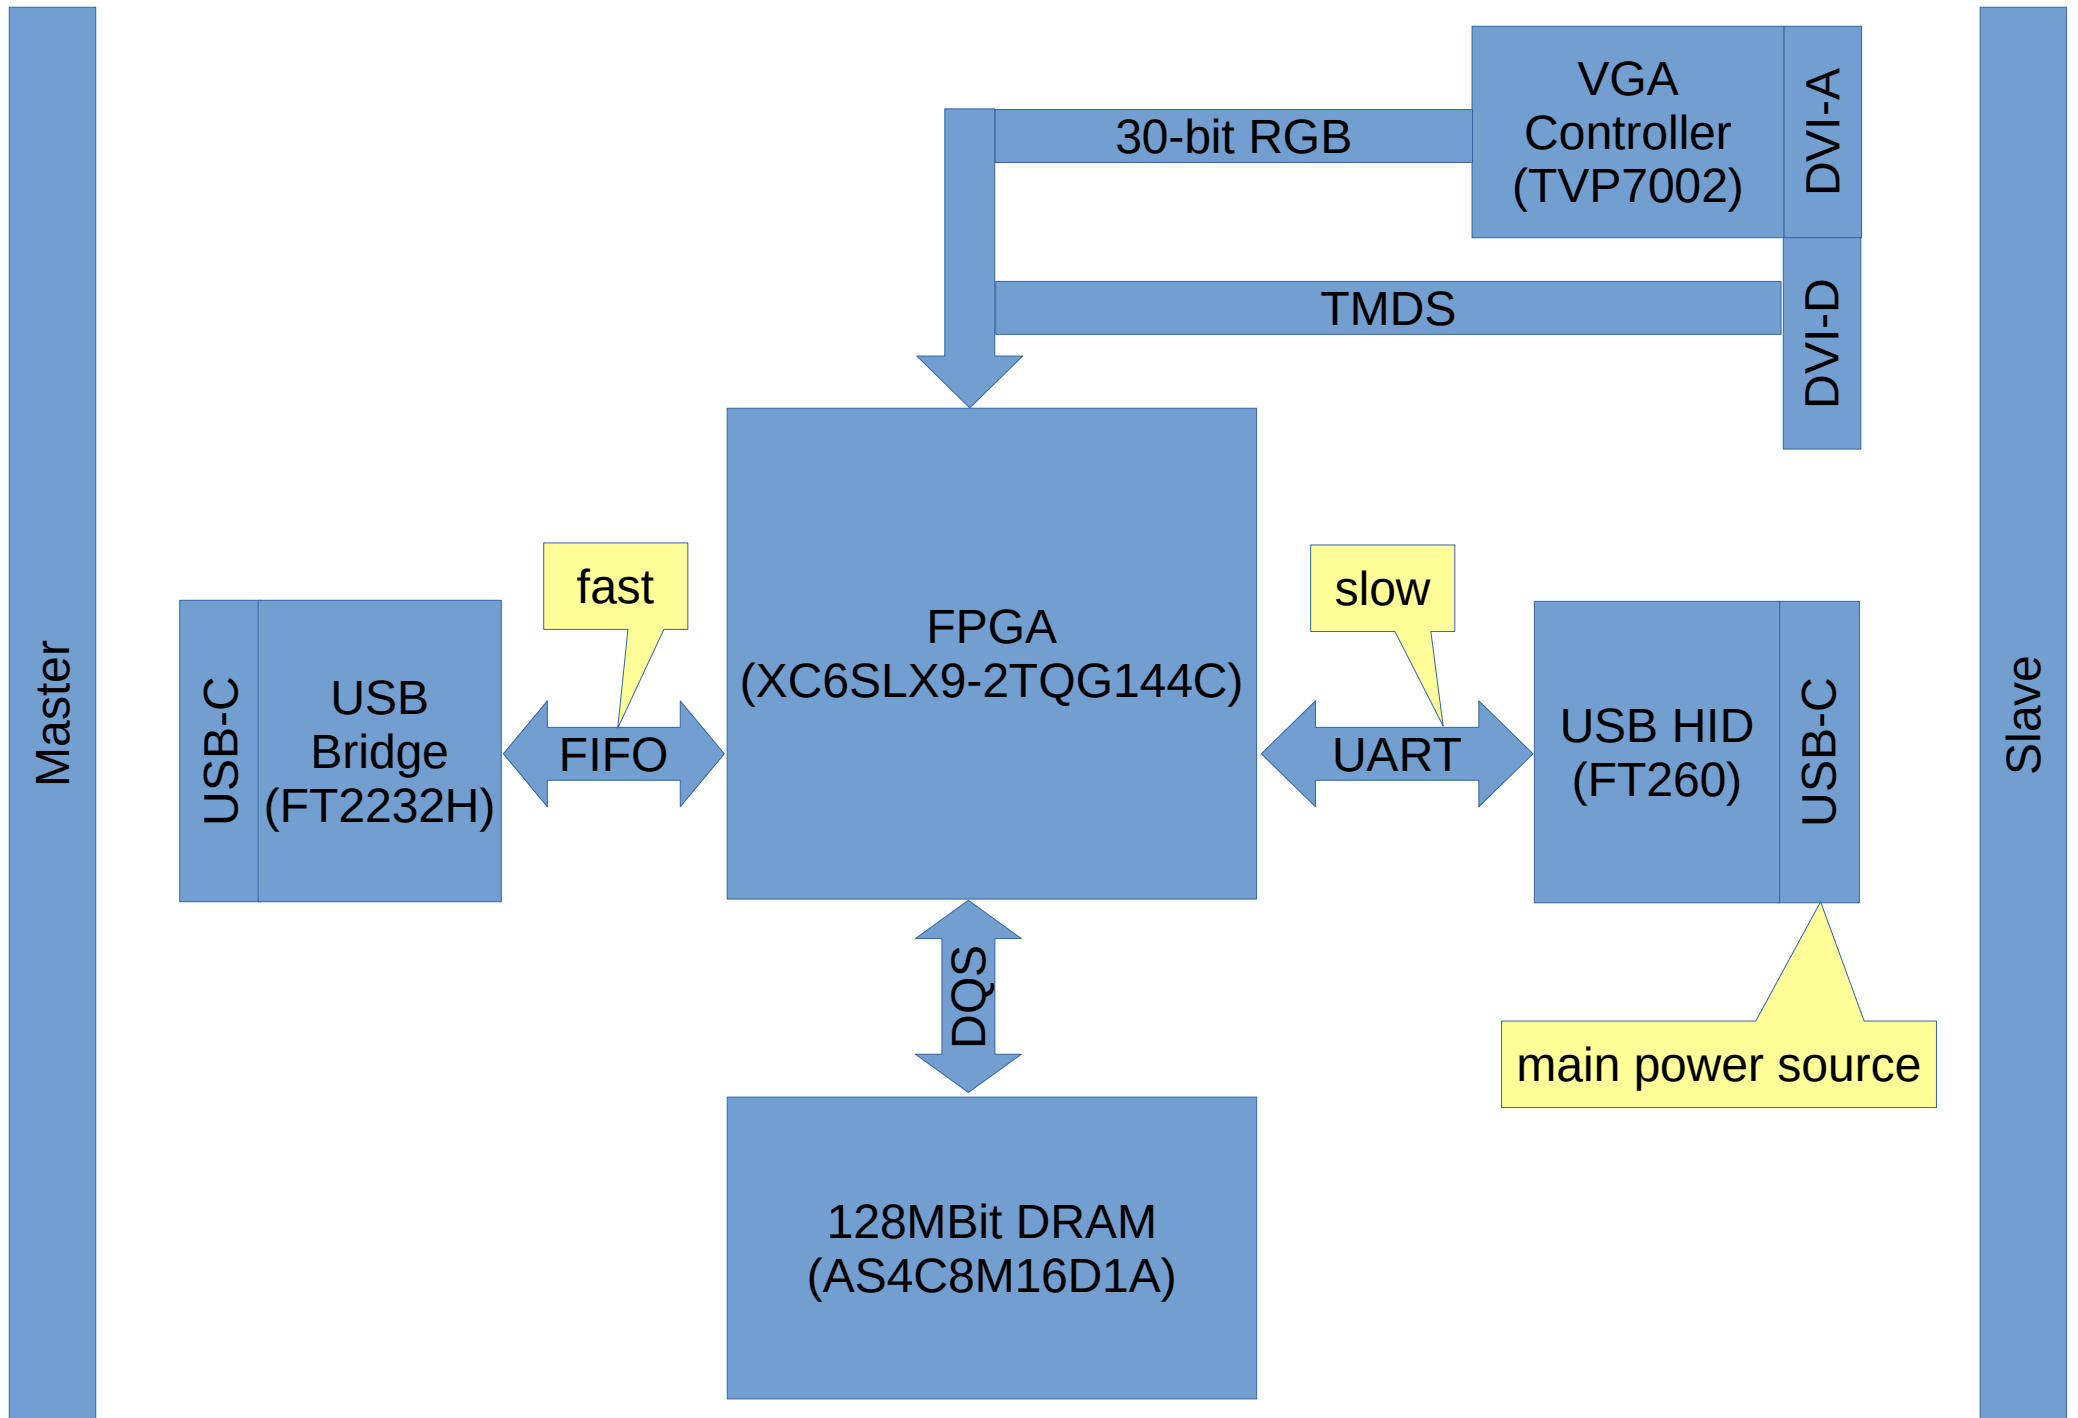 Master
VGA
Controller
(TVP7002)
DVI-A
30-bit RGB
TMDS
DVI-D
fast
slow
FPGA
(XC6SLX9-2TQG144C)
USB-C
USB
Bridge
(FT2232H)
FIFO
UART
USB HID
(FT260)
USB-C
Slave
DQS
main power source
128MBit DRAM
(AS4C8M16D1A)